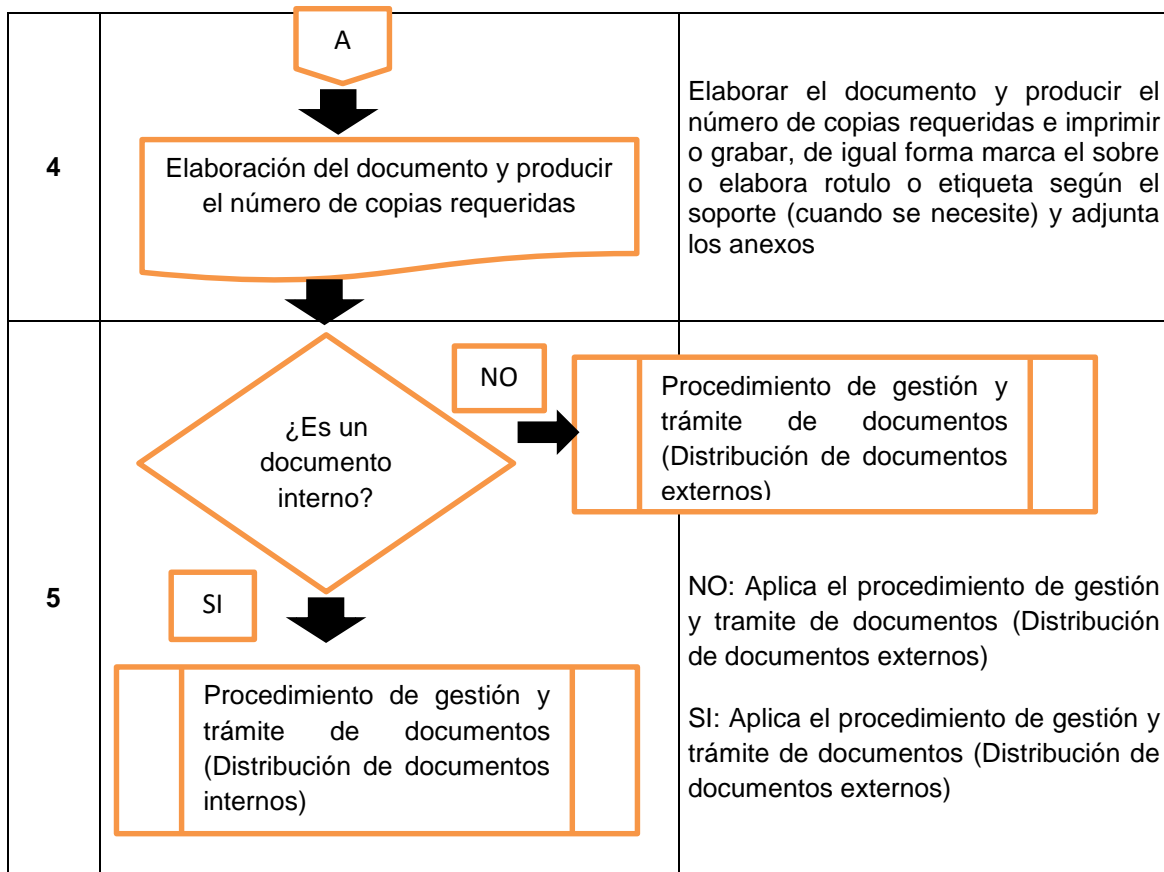 4
A
Elaboración del documento y producir
el número de copias requeridas
Elaborar el documento y producir el
número de copias requeridas e imprimir
o grabar, de igual forma marca el sobre
o elabora rotulo o etiqueta según el
soporte (cuando se necesite) y adjunta
los anexos
5
¿Es un
documento
interno?
NO
Procedimiento de gestión y
trámite de documentos
(Distribución de documentos
externos)
SI
Procedimiento de gestión y
trámite de documentos
(Distribución de documentos
internos)
NO: Aplica el procedimiento de gestión
y tramite de documentos (Distribución
de documentos externos)
SI: Aplica el procedimiento de gestión y
trámite de documentos (Distribución de
documentos externos)